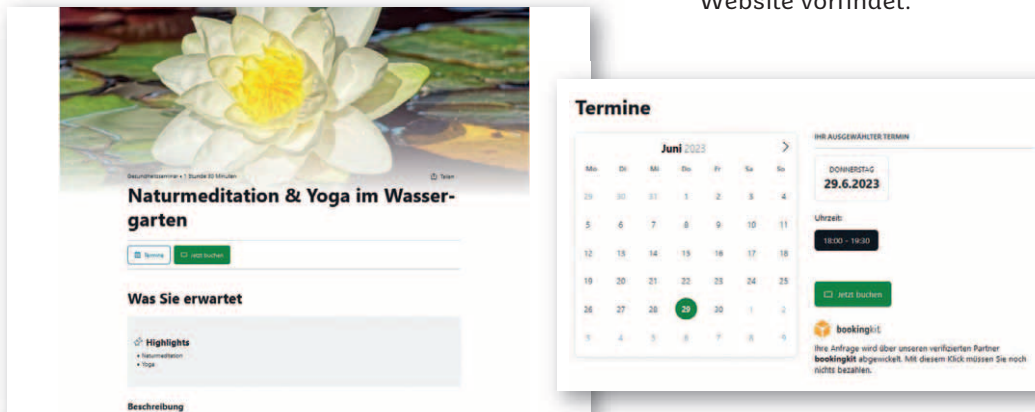 Website vorfindet.
Gesundheitsseminar • 1 Stunde 30 Minuten
Teilen
Naturmeditation & Yoga im Wasser-
garten
Termine
Jetzt buchen
Was Sie erwartet
Highlights
• Naturmeditation
• Yoga
Beschreibung
Termine
Juni 2023
Mo Di Mi Do Fr Sa So
29 30 31 1 2 3 4
5 6 7 8 9 10 11
12 13 14 15 16 17 18
19 20 21 22 23 24 25
26 27 28 29 30 1 2
3 4 5 6 7 8 9
IHR AUSGEWÄHLTER TERMIN
DONNERSTAG
29.6.2023
Uhrzeit:
18:00 - 19:30
Jetzt buchen
bookingkit
Ihre Anfrage wird über unseren verifizierten Partner
bookingkit abgewickelt. Mit diesem Klick müssen Sie noch
nichts bezahlen.